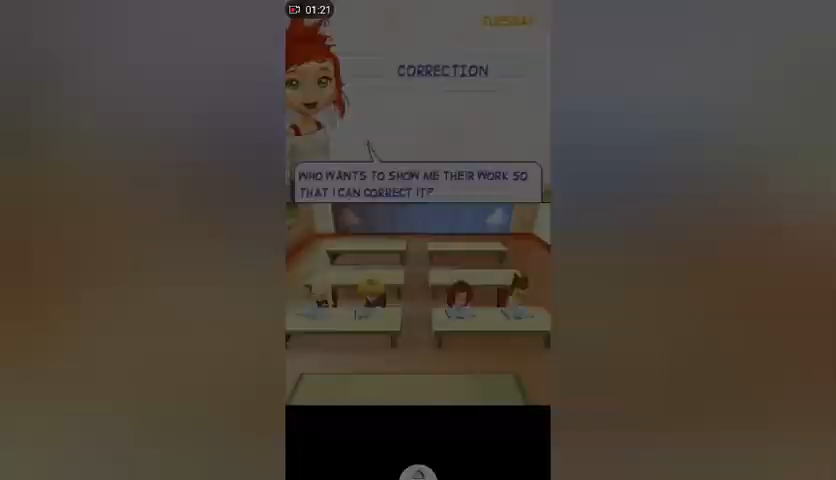 01:21
TUESDAY
CORRECTION
WHO WANTS TO SHOW ME THEIR WORK SO
THAT I CAN CORRECT IT?